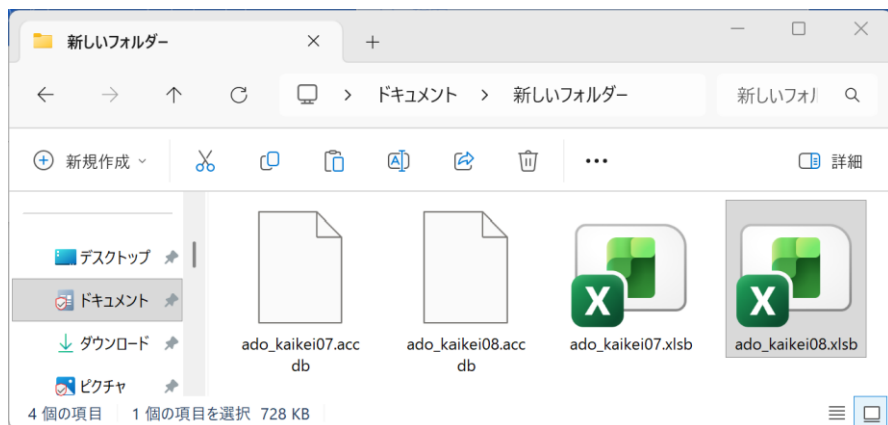 新しいフォルダー
ドキュメント > 新しいフォルダー
新しいフォル
新規作成
詳細
デスクトップ
ドキュメント
ダウンロード
ピクチャ
ado_kaikei07.acc
db
ado_kaikei08.acc
db
ado_kaikei07.xlsb
ado_kaikei08.xlsb
4 個の項目 1 個の項目を選択 728 KB